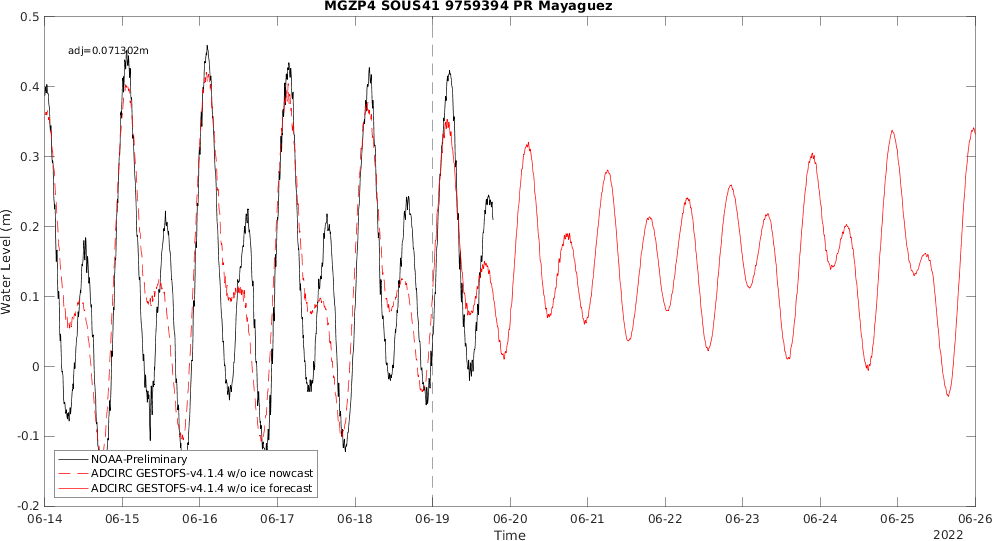 MGZP4 SOUS41 9759394 PR Mayaguez
adj=0.071302m
0.5
0.4
0.3
0.2
0.1
0
-0.1
-0.2
Water Level (m)
NOAA-Preliminary
ADCIRC GESTOFS-v4.1.4 w/o ice nowcast
ADCIRC GESTOFS-v4.1.4 w/o ice forecast
06-14 06-15 06-16 06-17 06-18 06-19 06-20 06-21 06-22 06-23 06-24 06-25 06-26
Time
2022